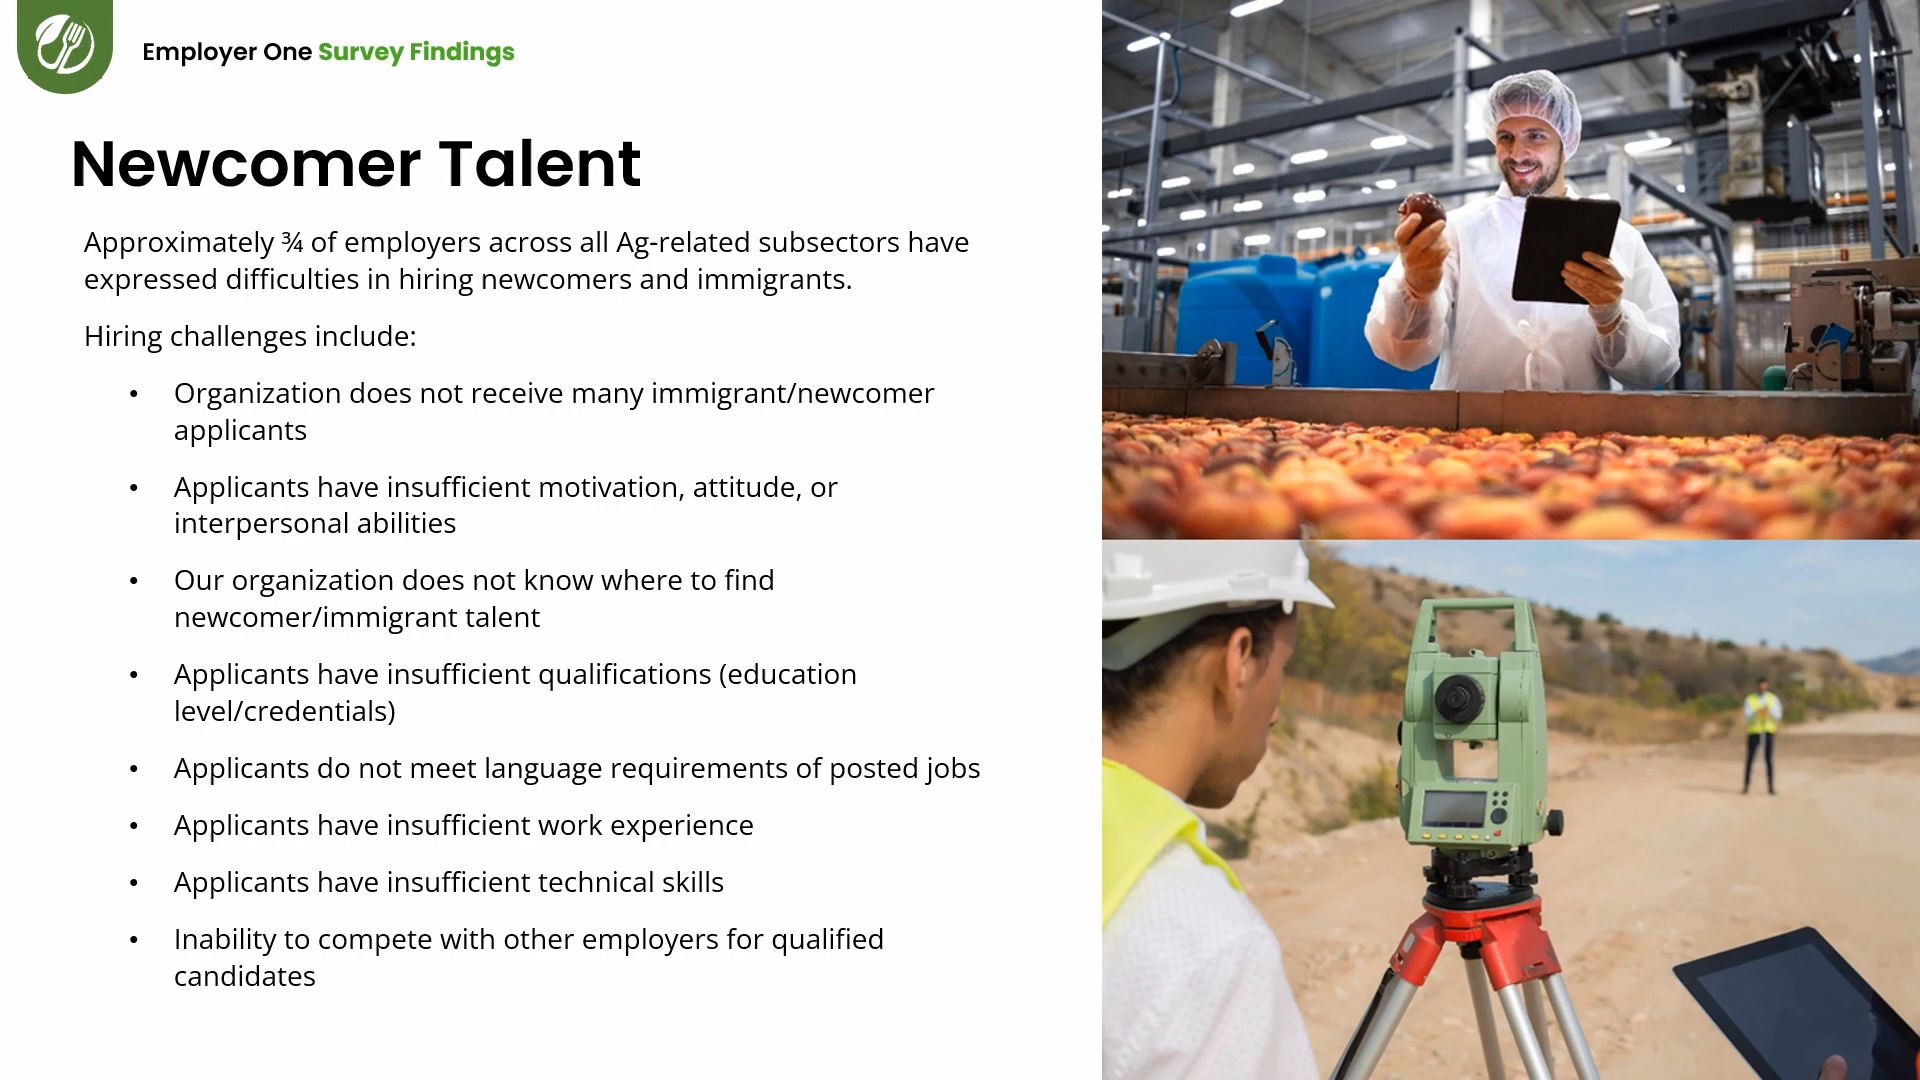 Employer One Survey Findings
Newcomer Talent
Approximately ¾ of employers across all Ag-related subsectors have
expressed difficulties in hiring newcomers and immigrants.
Hiring challenges include:
• Organization does not receive many immigrant/newcomer
applicants
• Applicants have insufficient motivation, attitude, or
interpersonal abilities
• Our organization does not know where to find
newcomer/immigrant talent
• Applicants have insufficient qualifications (education
level/credentials)
• Applicants do not meet language requirements of posted jobs
• Applicants have insufficient work experience
• Applicants have insufficient technical skills
• Inability to compete with other employers for qualified
candidates